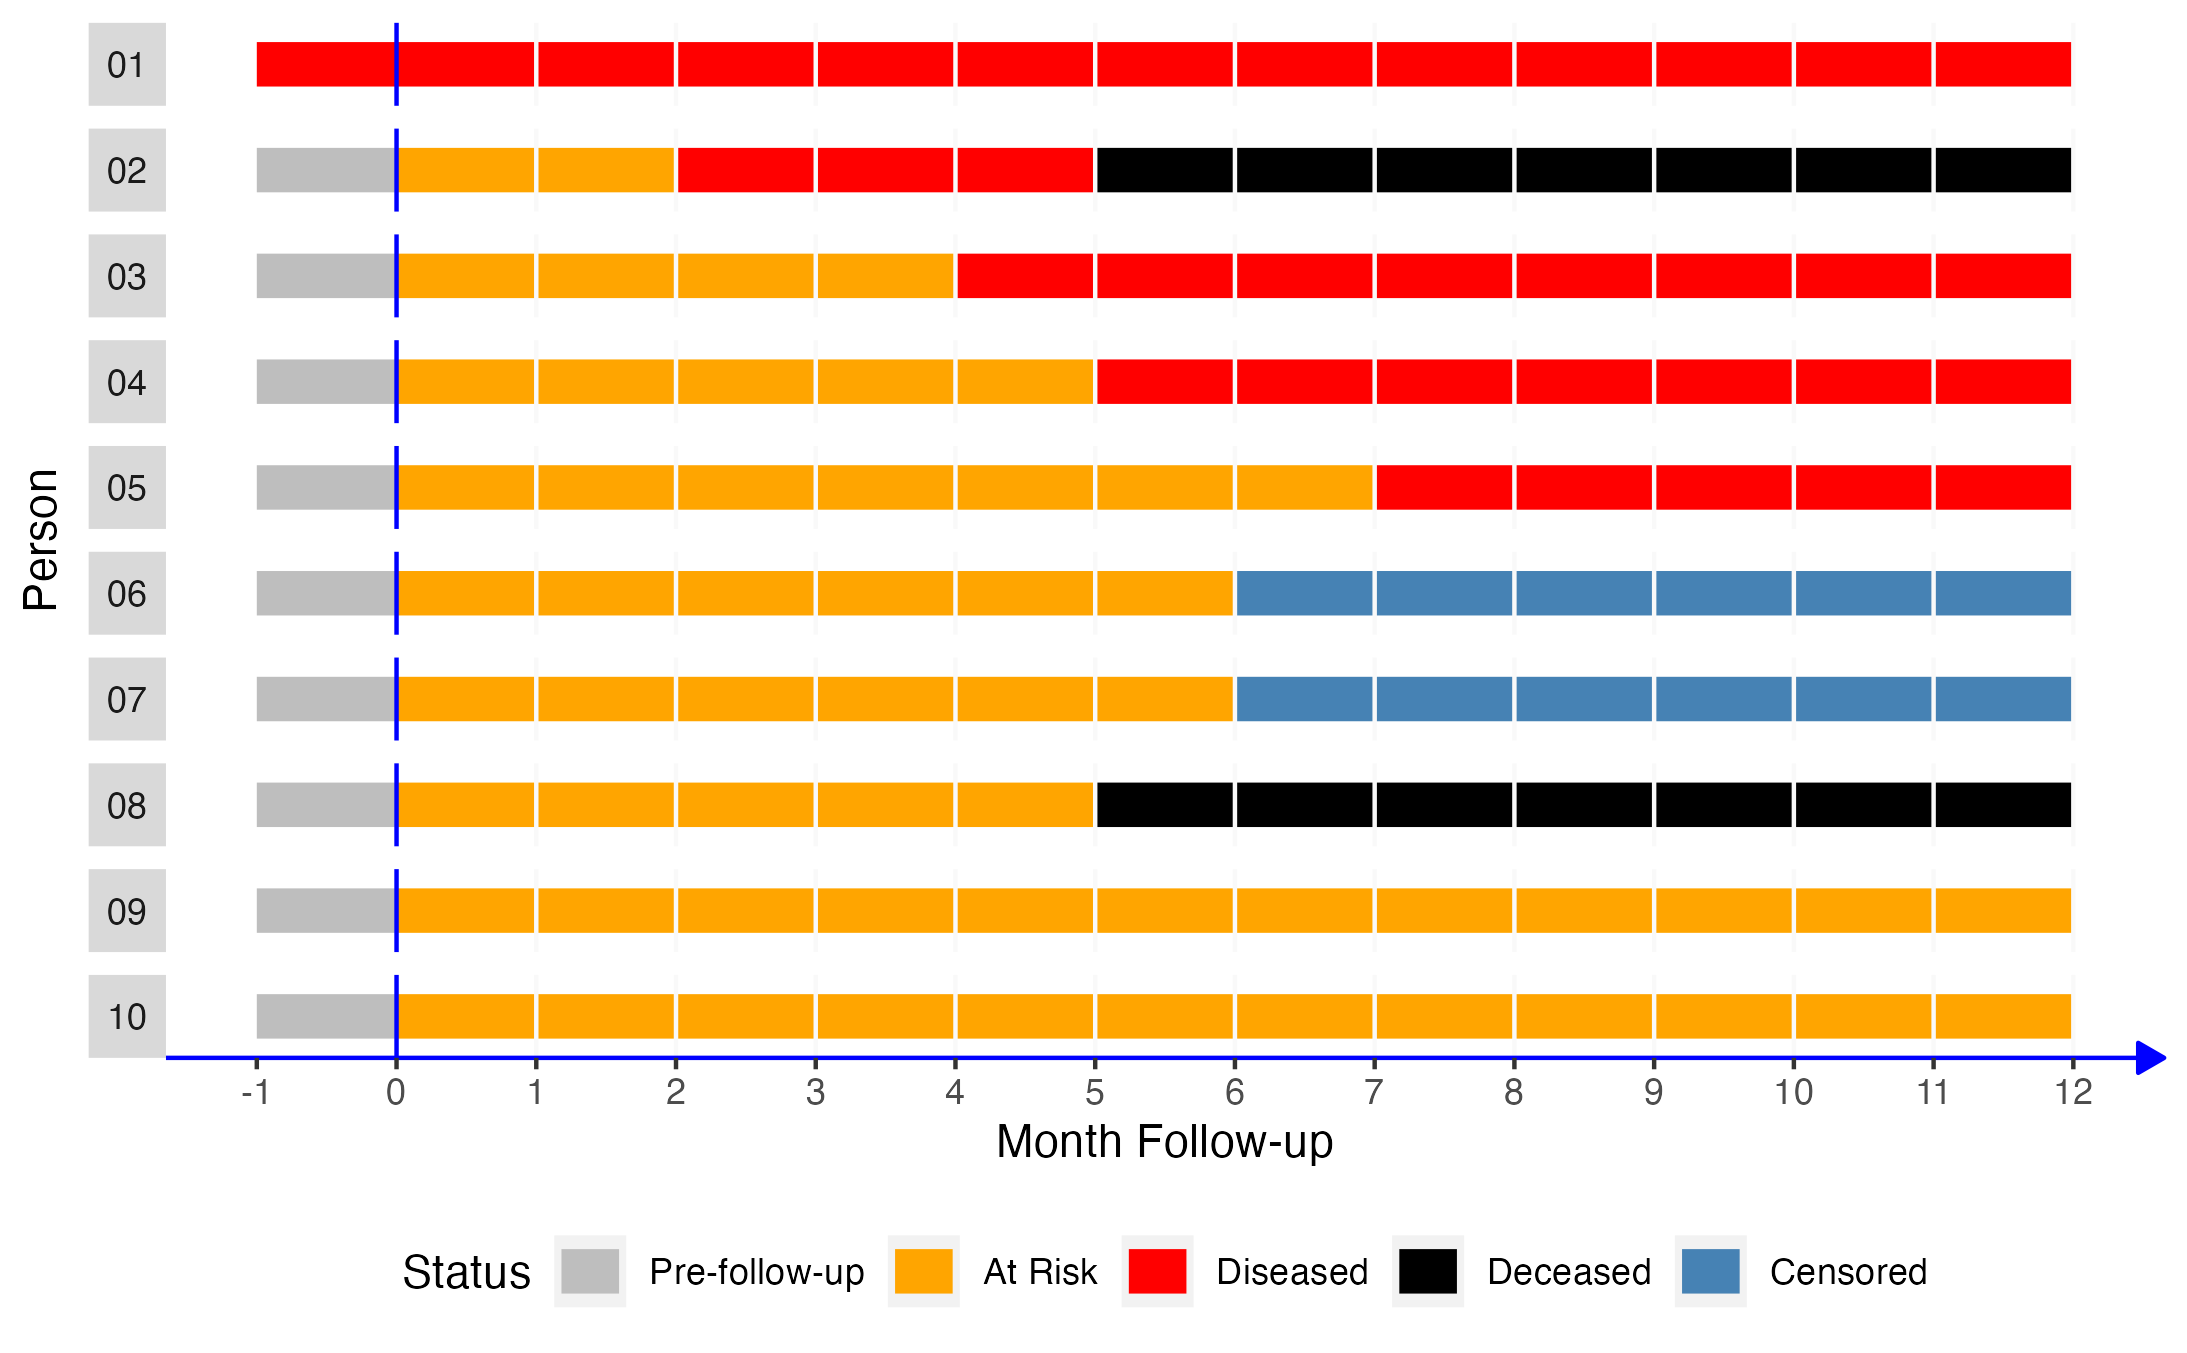 Person
01
02
03
04
05
06
07
08
09
10
-1 0 1 2 3 4 5 6 7 8 9 10 11 12
Month Follow-up
Status Pre-follow-up At Risk Diseased Deceased Censored